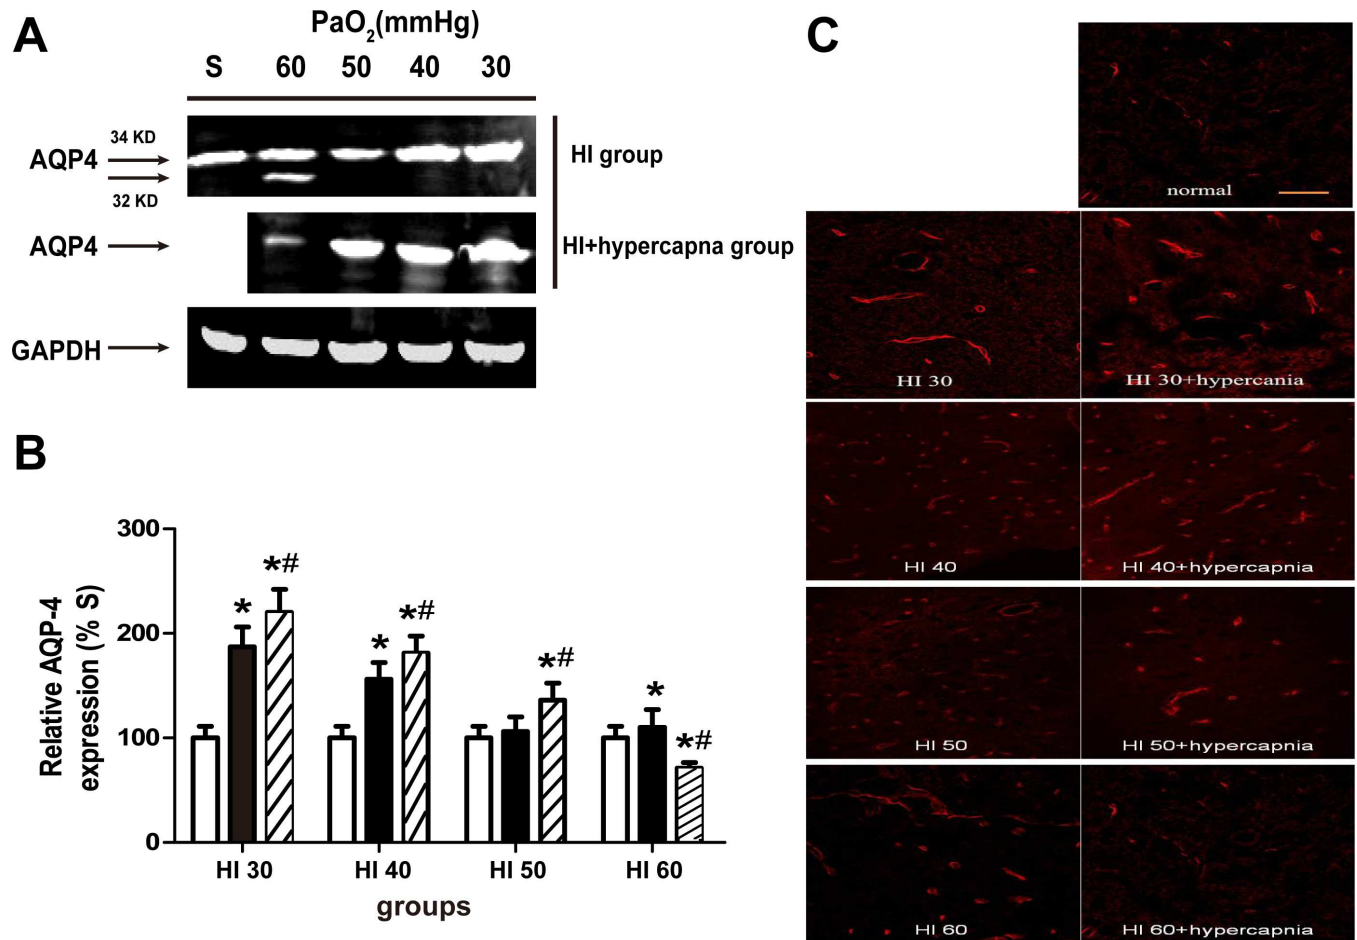 A
PaO2(mmHg)
S 60 50 40 30
34 KD
AQP4
32 KD
HI group
AQP4
HI+hypercapna group
GAPDH
B
Relative AQP-4
expression (% S)
300
200
100
0
* *#
* *#
*#
* *#
HI 30 HI 40 HI 50 HI 60
groups
C
normal
HI 30 HI 30+hypercania
HI 40 HI 40+hypercapnia
HI 50 HI 50+hypercapnia
HI 60 HI 60+hypercapnia